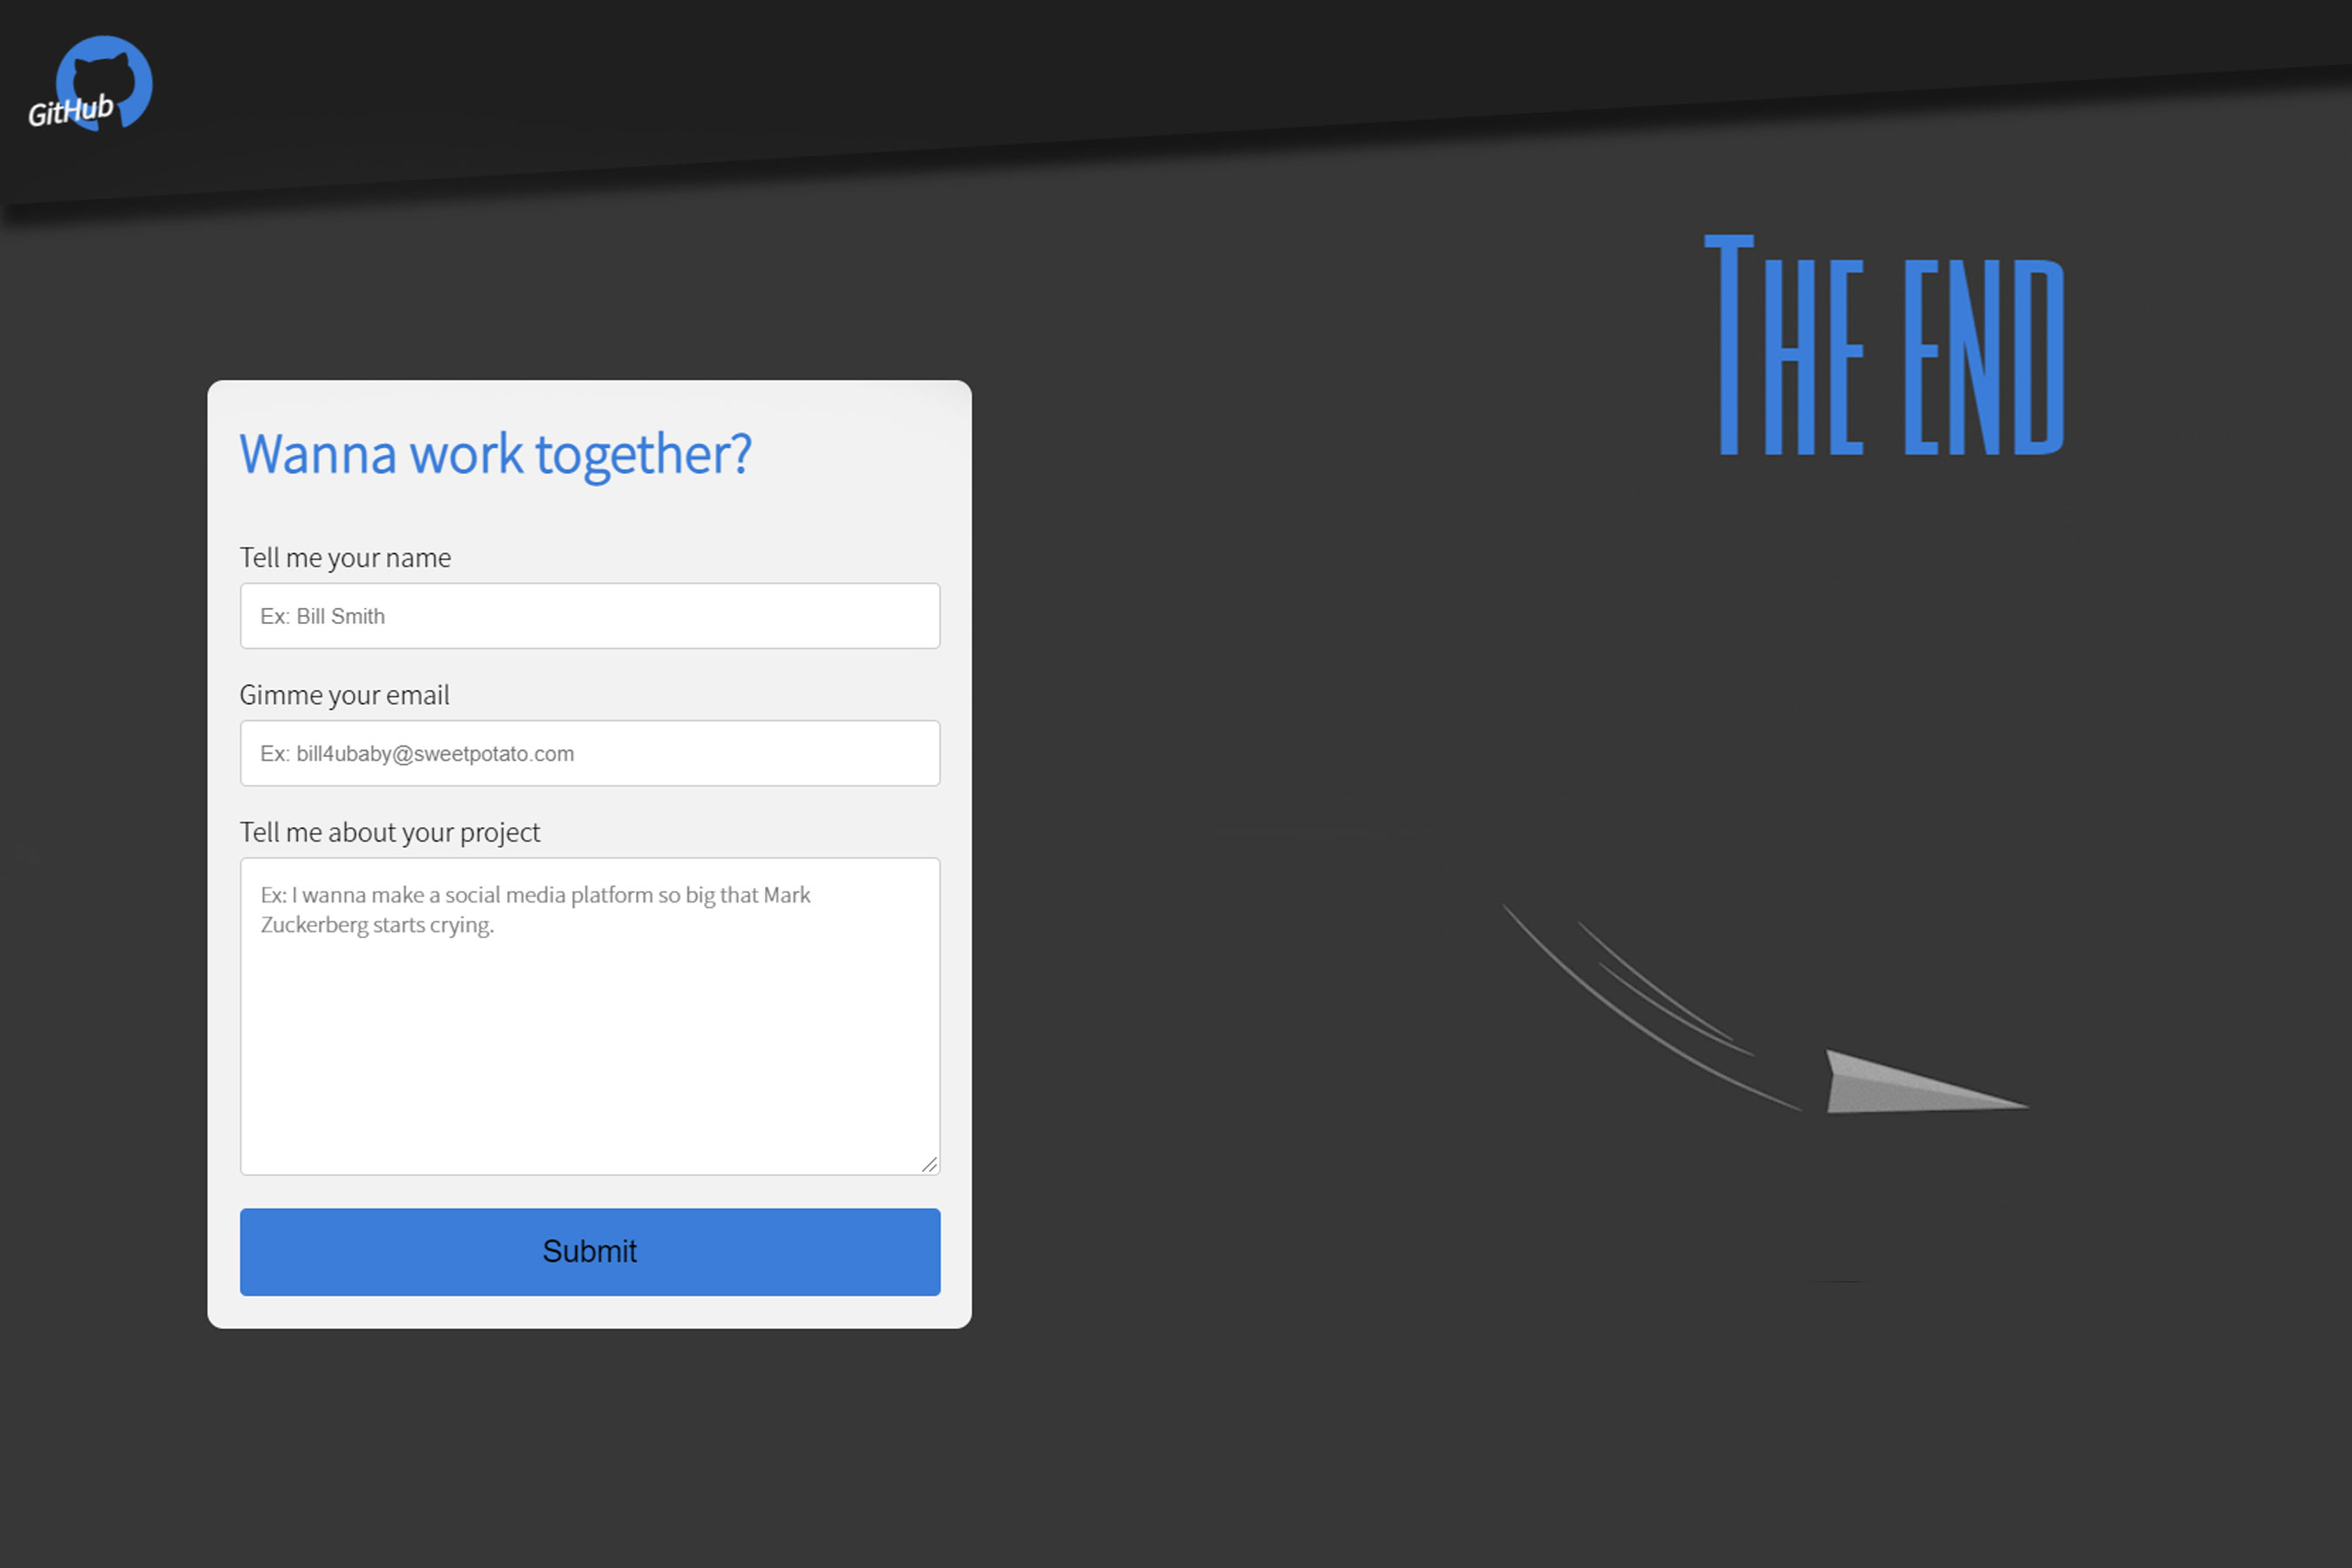 GitHub
The end
Wanna work together?
Tell me your name
Ex: Bill Smith
Gimme your email
Ex: bill4ubaby@sweetpotato.com
Tell me about your project
Ex: I wanna make a social media platform so big that Mark
Zuckerberg starts crying.
Submit